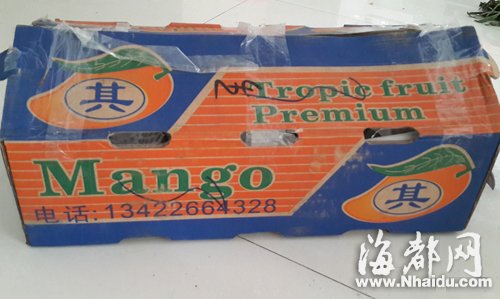 其
Tropic fruit
Premium
Mango
其
电话:13422664328
海都网
www.Nhaidu.com